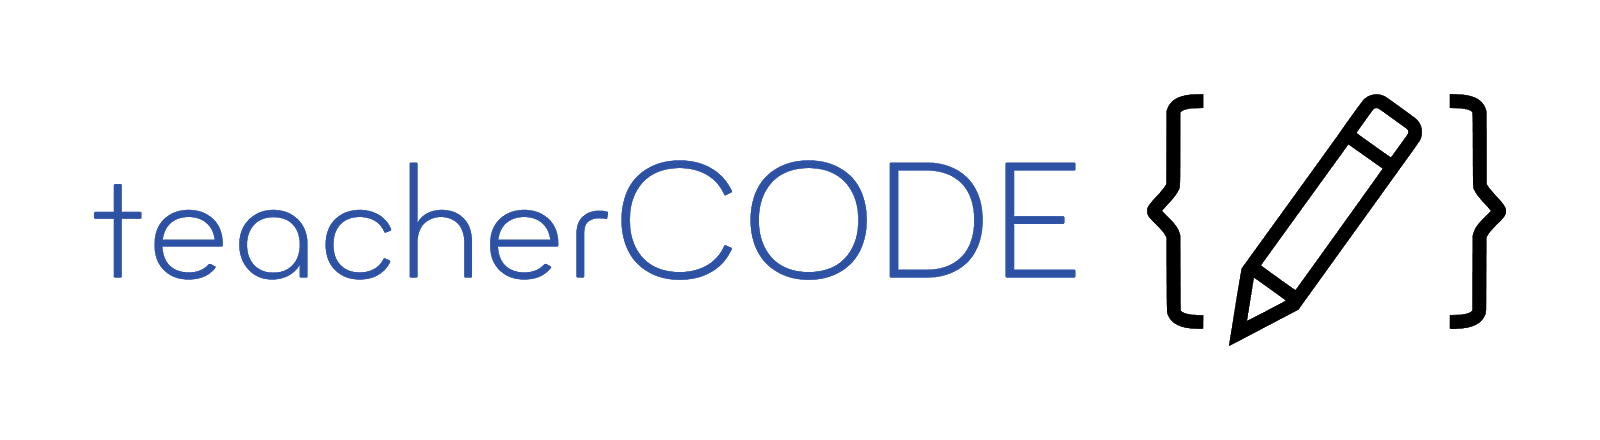 teacherCODE { }